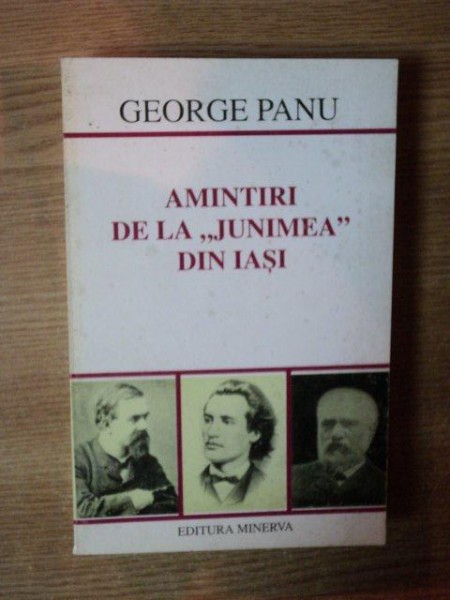 GEORGE PANU
AMINTIRI
DE LA „JUNIMEA”
DIN IAȘI
EDITURA MINERVA